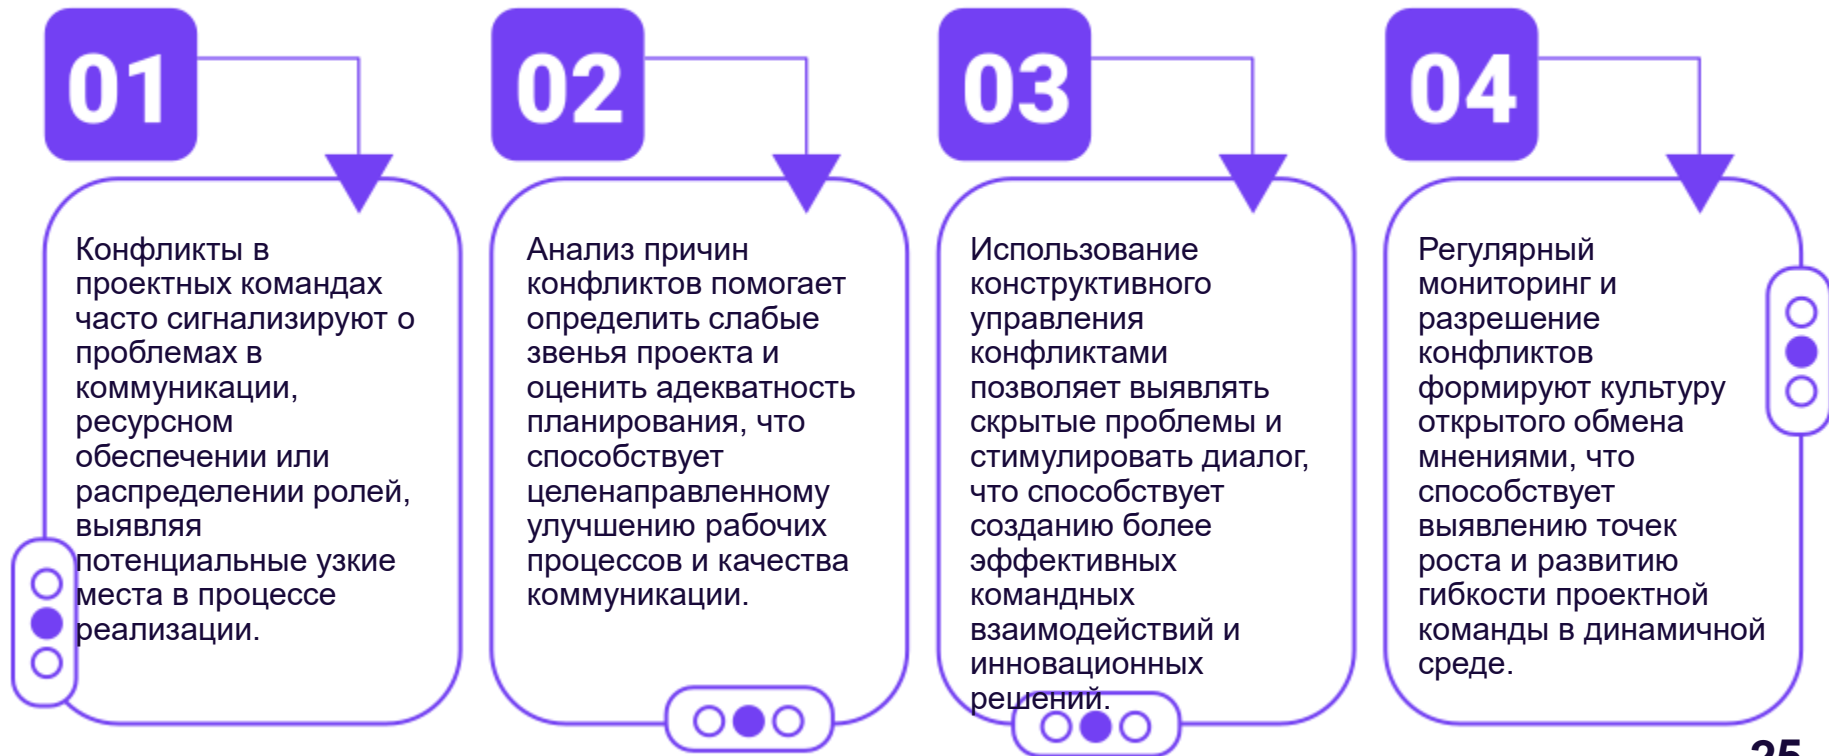 01
Конфликты в
проектных командах
часто сигнализируют о
проблемах в
коммуникации,
ресурсном
обеспечении или
распределении ролей,
выявляя
потенциальные узкие
места в процессе
реализации.
02
Анализ причин
конфликтов помогает
определить слабые
звенья проекта и
оценить адекватность
планирования, что
способствует
целенаправленному
улучшению рабочих
процессов и качества
коммуникации.
03
Использование
конструктивного
управления
конфликтами
позволяет выявлять
скрытые проблемы и
стимулировать диалог,
что способствует
созданию более
эффективных
командных
взаимодействий и
инновационных
решений.
04
Регулярный
мониторинг и
разрешение
конфликтов
формируют культуру
открытого обмена
мнениями, что
способствует
выявлению точек
роста и развитию
гибкости проектной
команды в динамичной
среде.
25